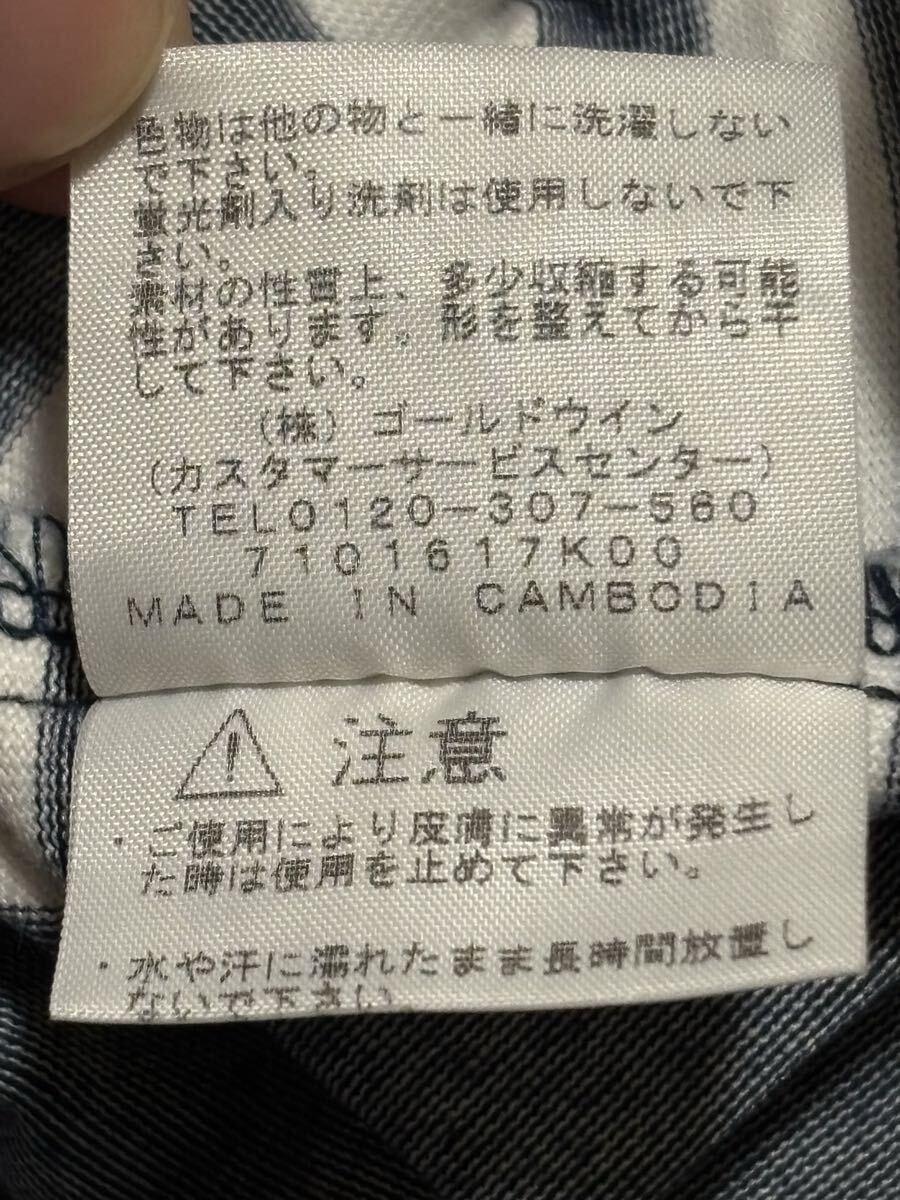 色物は他の物と一緒に洗濯しない
で下さい。
蛍光剤入り洗剤は使用しないで下
さい。
素材の性質上、多少収縮する可能
性があります。形を整えてから干
して下さい。
(株)ゴールドウイン
(カスタマーサービスセンター)
TEL0120-307-560
7101617K00
MADE IN CAMBODIA
注意
・ご使用により皮膚に異常が発生し
た時は使用を止めて下さい。
・水や汗に濡れたまま長時間放置し
ないで下さい